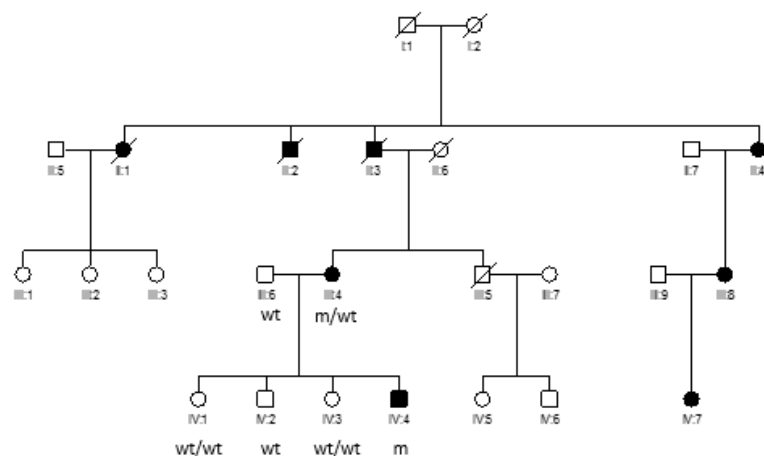 I:1 I:2
II:5 II:1 II:2 II:3 II:6 II:7 II:4
III:1 III:2 III:3 III:6 III:4 III:5 III:7 III:9 III:8
wt m/wt
IV:1 IV:2 IV:3 IV:4 IV:5 IV:6 IV:7
wt/wt wt wt/wt m